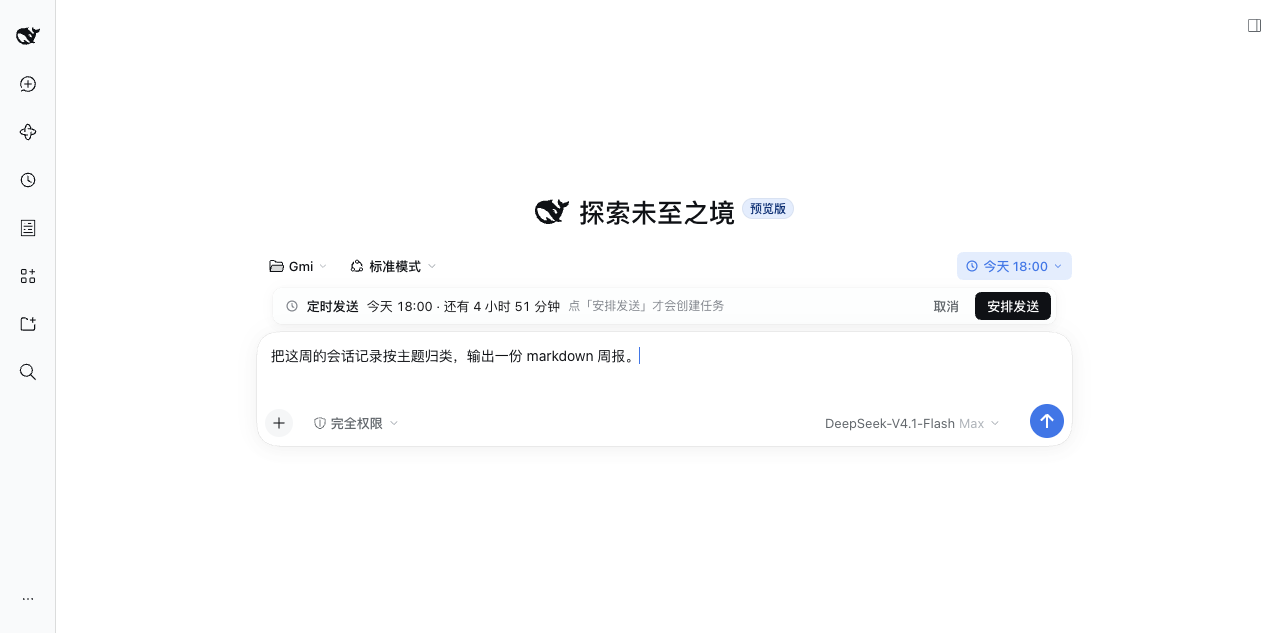 探索未至之境 预览版
Gmi 标准模式 今天 18:00
定时发送 今天 18:00 · 还有 4 小时 51 分钟 点「安排发送」才会创建任务 取消 安排发送
把这周的会话记录按主题归类，输出一份 markdown 周报。
完全权限 DeepSeek-V4.1-Flash Max